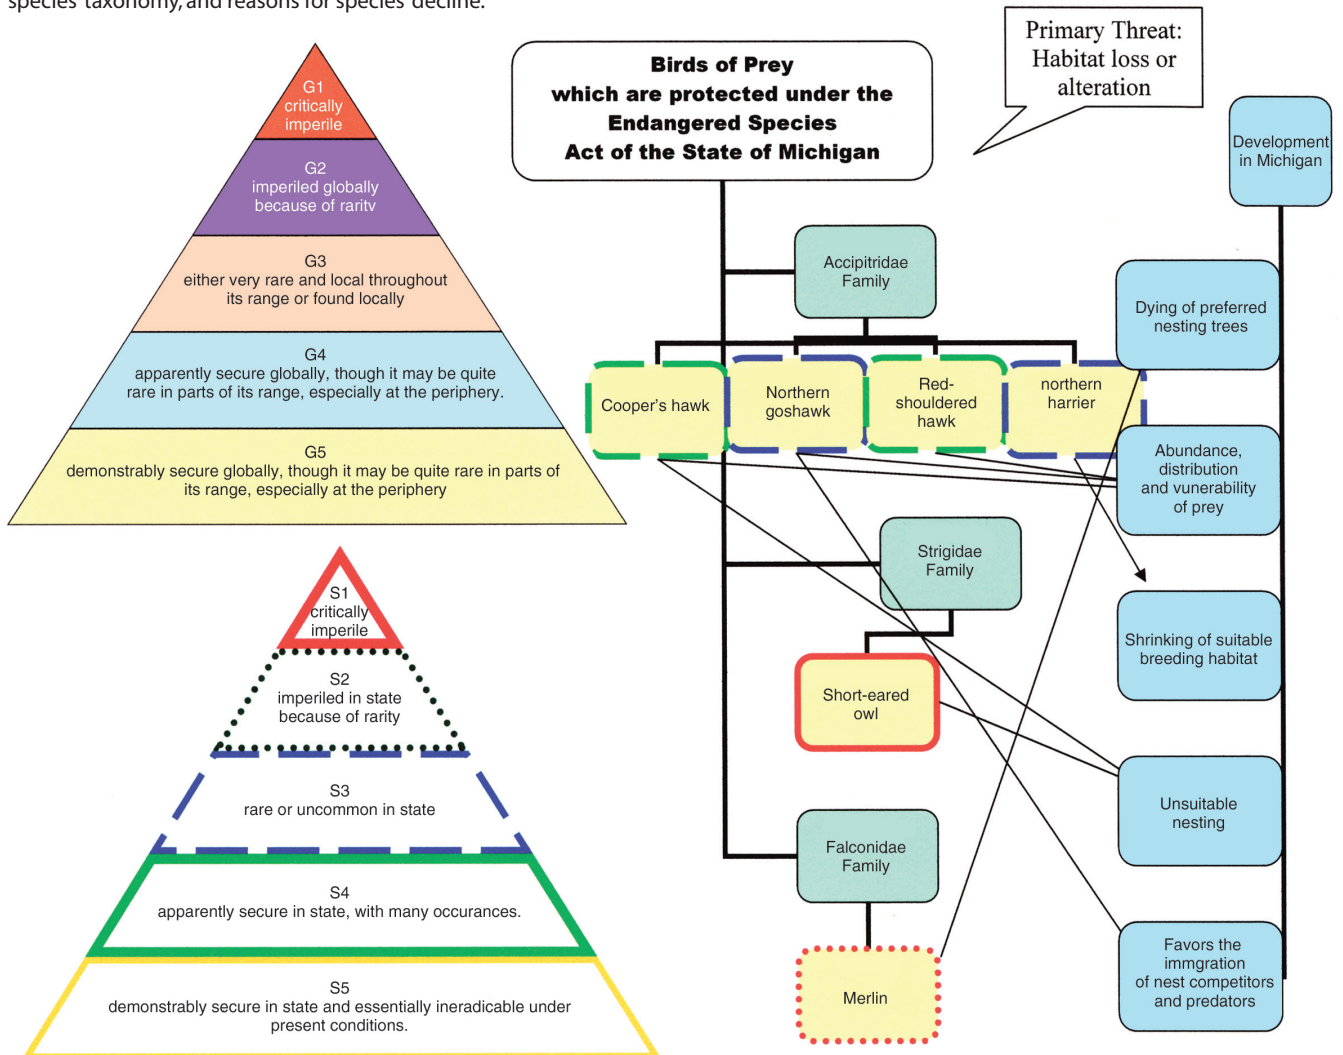 species' taxonomy, and reasons for species' decline.
G1
critically
imperile
G2
imperiled globally
because of rarity
G3
either very rare and local throughout
its range or found locally
G4
apparently secure globally, though it may be quite
rare in parts of its range, especially at the periphery.
G5
demonstrably secure globally, though it may be quite rare in parts of
its range, especially at the periphery
S1
critically
imperile
S2
imperiled in state
because of rarity
S3
rare or uncommon in state
S4
apparently secure in state, with many occurances.
S5
demonstrably secure in state and essentially ineradicable under
present conditions.
Birds of Prey
which are protected under the
Endangered Species
Act of the State of Michigan
Primary Threat:
Habitat loss or
alteration
Accipitridae
Family
Cooper's hawk
Northern
goshawk
Red-
shouldered
hawk
northern
harrier
Strigidae
Family
Short-eared
owl
Falconidae
Family
Merlin
Development
in Michigan
Dying of preferred
nesting trees
Abundance,
distribution
and vunerability
of prey
Shrinking of suitable
breeding habitat
Unsuitable
nesting
Favors the
immgration
of nest competitors
and predators